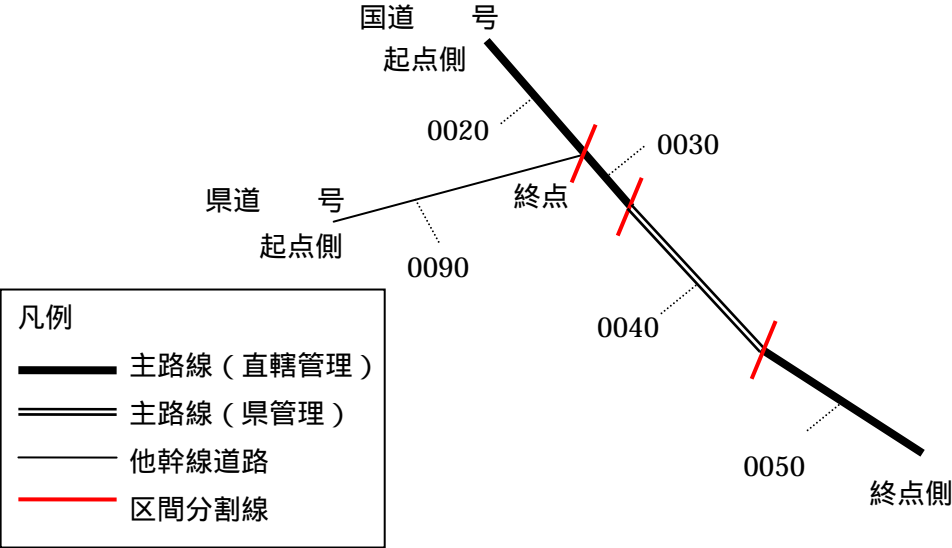 国道　　号
起点側
0020
0030
県道　　号
終点
起点側
0090
0040
0050
終点側
凡例
主路線（直轄管理）
主路線（県管理）
他幹線道路
区間分割線